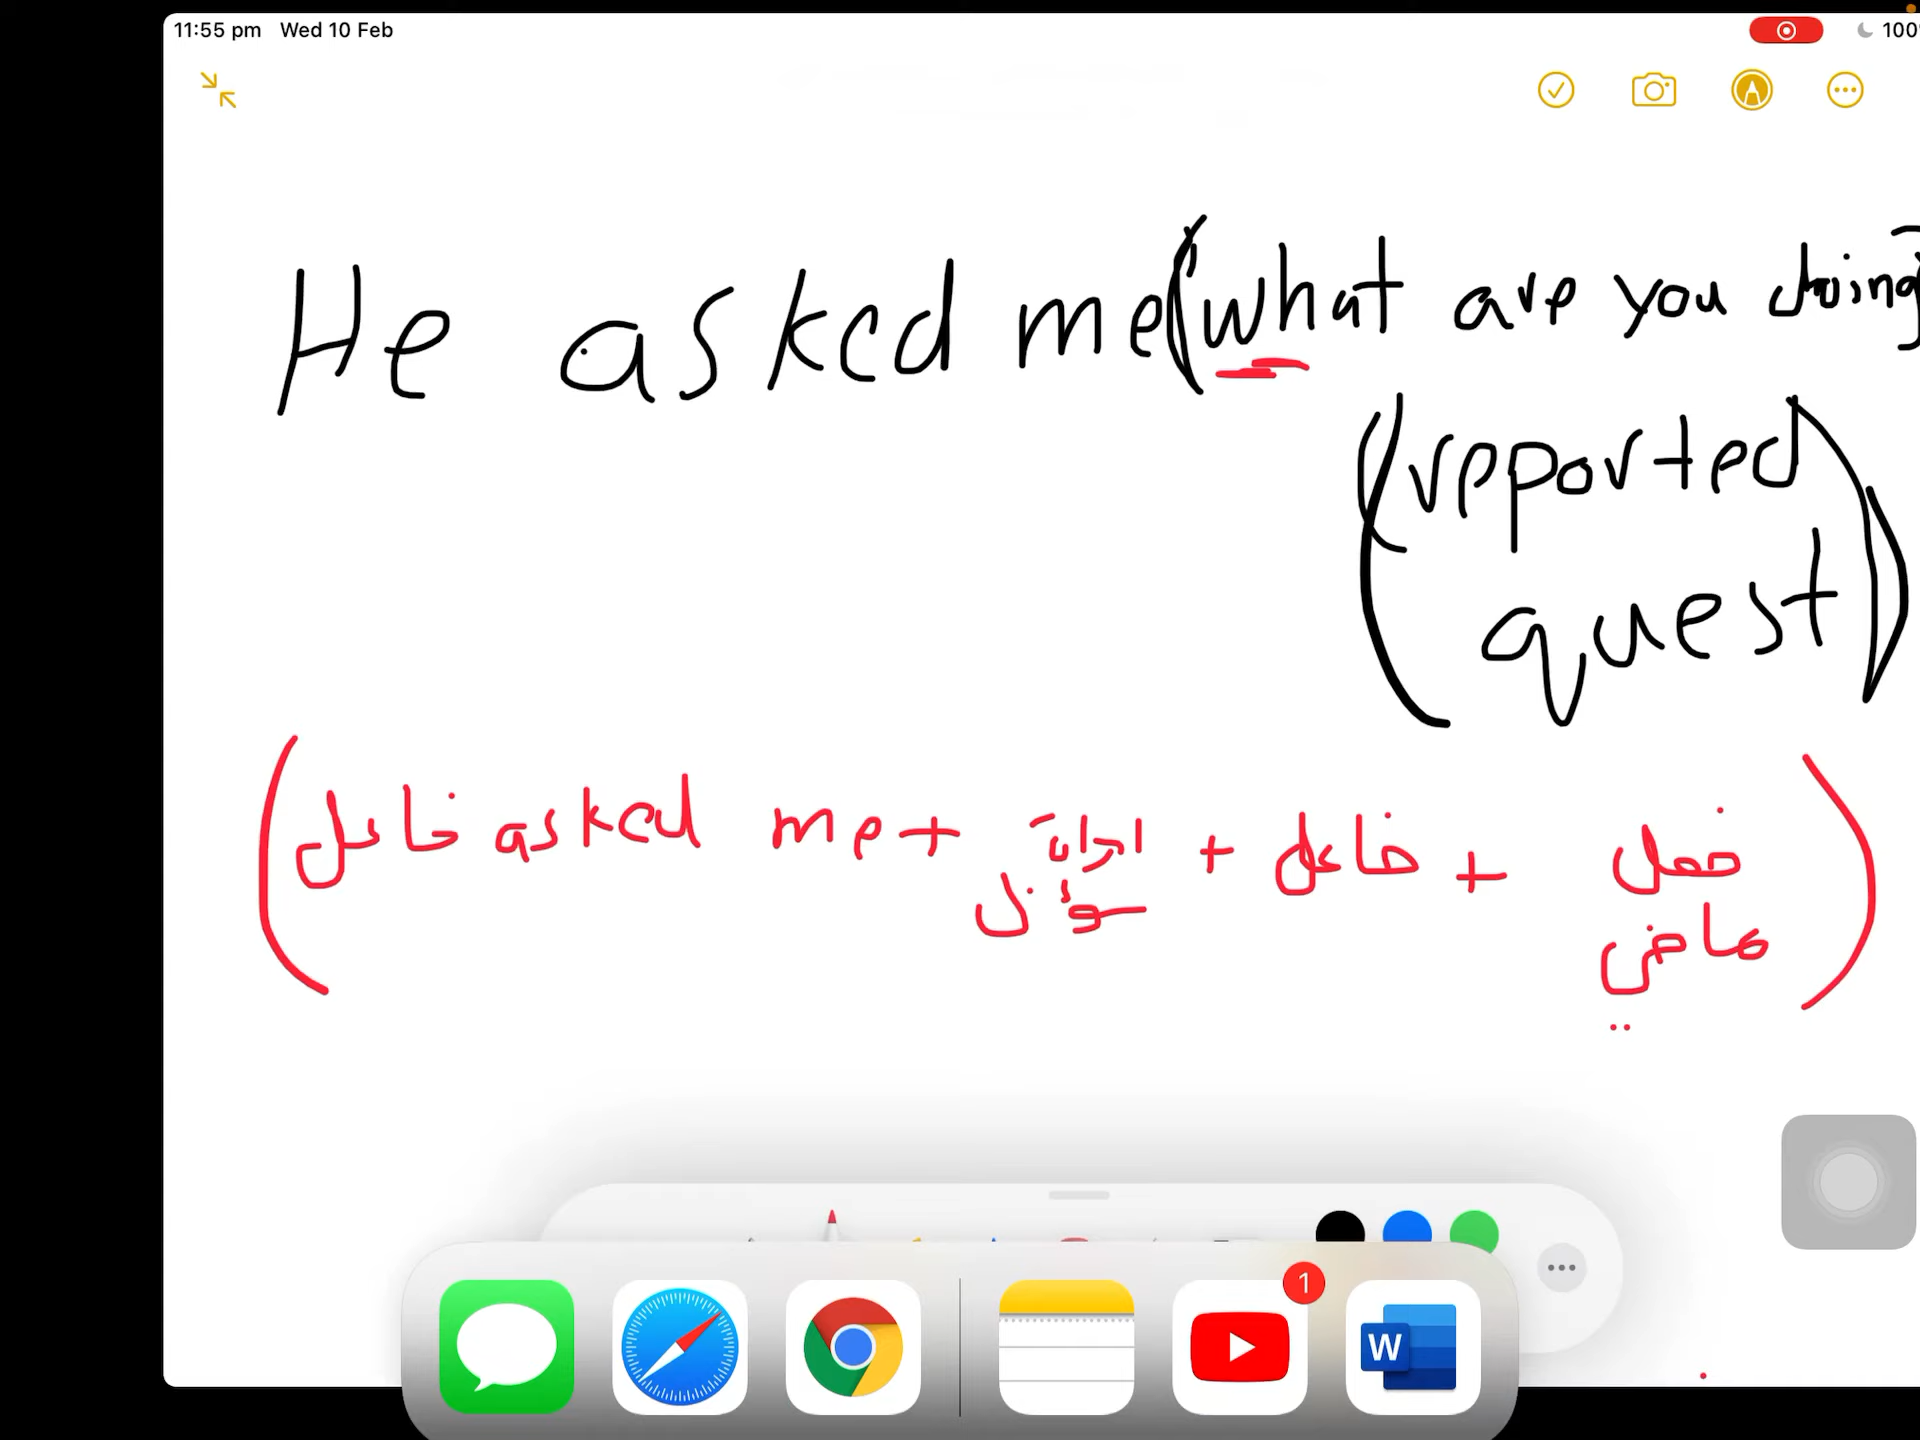 11:55 pm Wed 10 Feb
100%
He asked me (what are you doing)
(reported
quest)
(فاعل asked me + اداة + فاعل + فعل
سؤال ماضي)
1
W